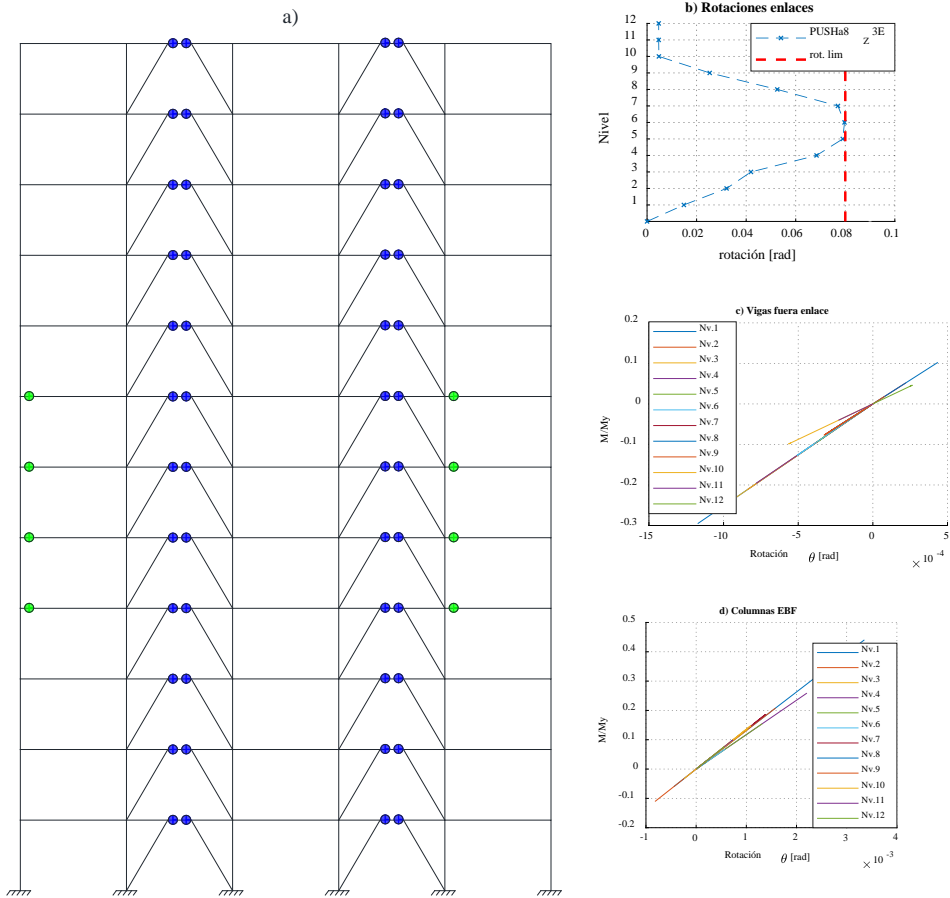 a)
b) Rotaciones enlaces
12
11
10
9
8
7
6
5
4
3
2
1
Nivel
PUSHa8 Z 3E
rot. lim
0
0.02
0.04
0.06
0.08
0.1
rotación [rad]
c) Vigas fuera enlace
0.2
0.1
0
-0.1
-0.2
-0.3
M/My
Nv.1
Nv.2
Nv.3
Nv.4
Nv.5
Nv.6
Nv.7
Nv.8
Nv.9
Nv.10
Nv.11
Nv.12
-15
-10
-5
0
5
Rotación θ [rad]
× 10 -4
d) Columnas EBF
0.5
0.4
0.3
0.2
0.1
0
-0.1
-0.2
M/My
Nv.1
Nv.2
Nv.3
Nv.4
Nv.5
Nv.6
Nv.7
Nv.8
Nv.9
Nv.10
Nv.11
Nv.12
-1
0
1
2
3
4
Rotación θ [rad]
× 10 -3